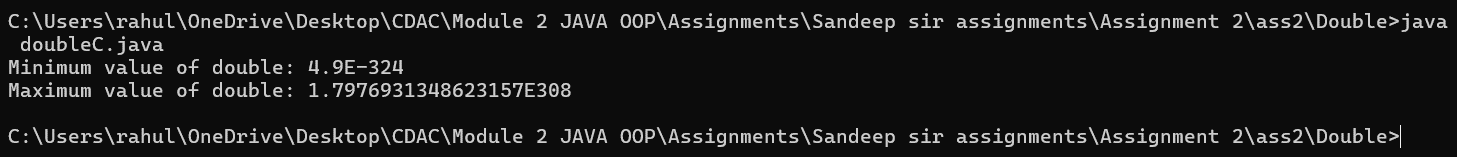 C:\Users\rahul\OneDrive\Desktop\CDAC\Module 2 JAVA OOP\Assignments\Sandeep sir assignments\Assignment 2\ass2\Double>java
 doubleC.java
Minimum value of double: 4.9E-324
Maximum value of double: 1.7976931348623157E308

C:\Users\rahul\OneDrive\Desktop\CDAC\Module 2 JAVA OOP\Assignments\Sandeep sir assignments\Assignment 2\ass2\Double>